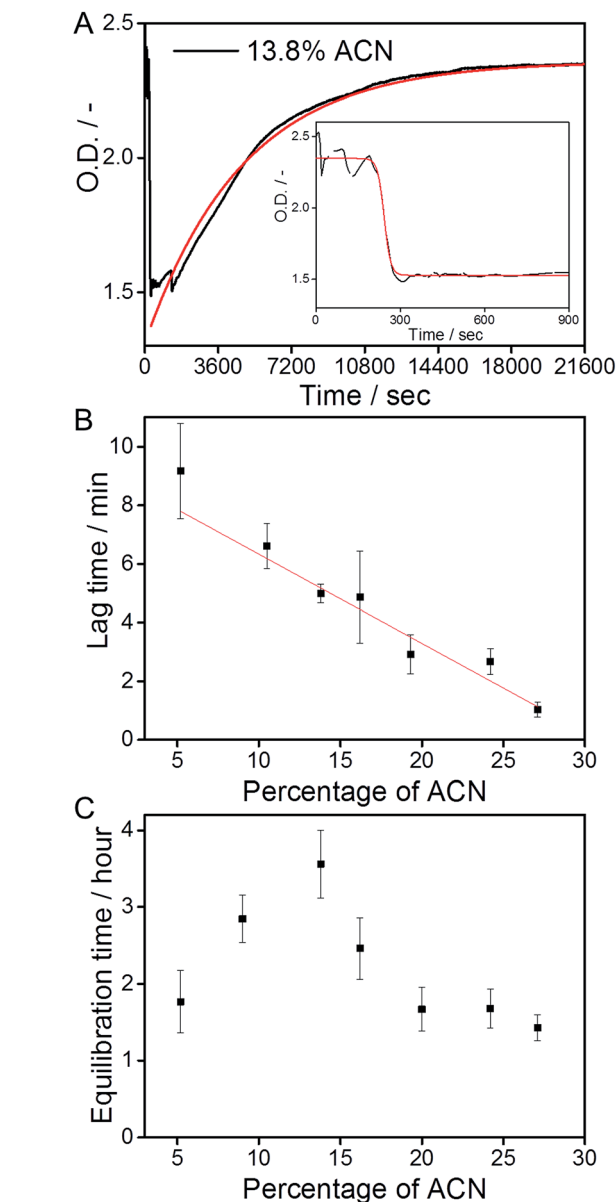 A
2.5
13.8% ACN
2.0
1.5
O.D. / -
2.5
2.0
1.5
O.D. / -
0 300 600 900
Time / sec
0 3600 7200 10800 14400 18000 21600
Time / sec
B
10
8
6
4
2
0
Lag time / min
5 10 15 20 25 30
Percentage of ACN
C
4
3
2
1
0
Equilibration time / hour
5 10 15 20 25 30
Percentage of ACN